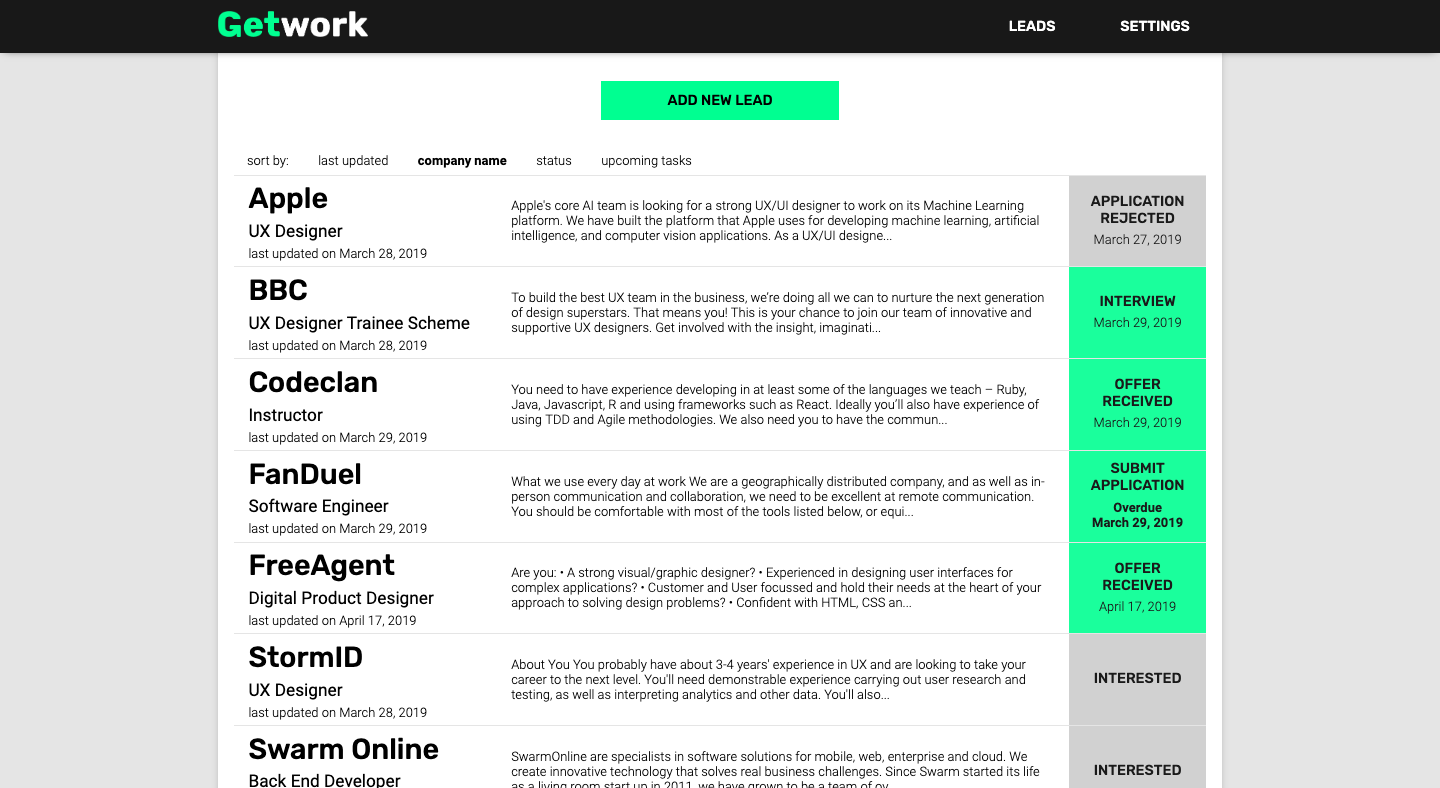 Getwork
LEADS
SETTINGS
ADD NEW LEAD
sort by:
last updated
company name
status
upcoming tasks
Apple
UX Designer
last updated on March 28, 2019
Apple's core AI team is looking for a strong UX/UI designer to work on its Machine Learning
platform. We have built the platform that Apple uses for developing machine learning, artificial
intelligence, and computer vision applications. As a UX/UI designe...
APPLICATION
REJECTED
March 27, 2019
BBC
UX Designer Trainee Scheme
last updated on March 28, 2019
To build the best UX team in the business, we’re doing all we can to nurture the next generation
of design superstars. That means you! This is your chance to join our team of innovative and
supportive UX designers. Get involved with the insight, imaginati...
INTERVIEW
March 29, 2019
Codeclan
Instructor
last updated on March 29, 2019
You need to have experience developing in at least some of the languages we teach – Ruby,
Java, Javascript, R and using frameworks such as React. Ideally you’ll also have experience of
using TDD and Agile methodologies. We also need you to have the commun...
OFFER
RECEIVED
March 29, 2019
FanDuel
Software Engineer
last updated on March 29, 2019
What we use every day at work We are a geographically distributed company, and as well as in-
person communication and collaboration, we need to be excellent at remote communication.
You should be comfortable with most of the tools listed below, or equi...
SUBMIT
APPLICATION
Overdue
March 29, 2019
FreeAgent
Digital Product Designer
last updated on April 17, 2019
Are you: • A strong visual/graphic designer? • Experienced in designing user interfaces for
complex applications? • Customer and User focussed and hold their needs at the heart of your
approach to solving design problems? • Confident with HTML, CSS an...
OFFER
RECEIVED
April 17, 2019
StormID
UX Designer
last updated on March 28, 2019
About You You probably have about 3-4 years' experience in UX and are looking to take your
career to the next level. You'll need demonstrable experience carrying out user research and
testing, as well as interpreting analytics and other data. You'll also...
INTERESTED
Swarm Online
Back End Developer
SwarmOnline are specialists in software solutions for mobile, web, enterprise and cloud. We
create innovative technology that solves real business challenges. Since Swarm started its life
as a living room start up in 2011, we have grown to be a team of ov...
INTERESTED